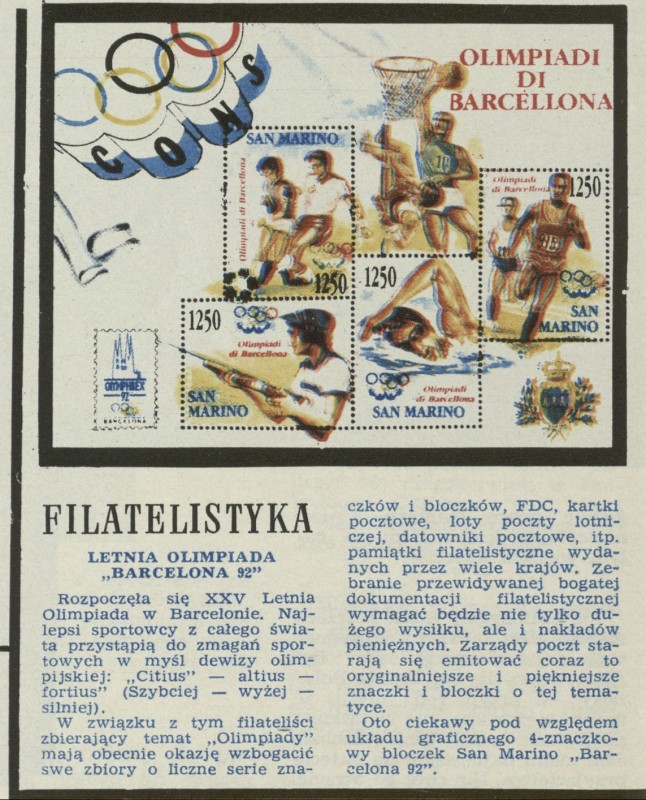 OLIMPIADI
DI
BARCELLONA
CONS
SAN MARINO
Olimpiadi di Barcellona
1250
Olimpiadi
di Barcellona
1250
SAN
MARINO
1250
Olimpiadi
di Barcellona
SAN
MARINO
1250
Olimpiadi
di Barcellona
SAN MARINO
OLYMPHILEX
92
BARCELONA
FILATELISTYKA
LETNIA OLIMPIADA
„BARCELONA 92”
Rozpoczęła się XXV Letnia
Olimpiada w Barcelonie. Naj-
lepsi sportowcy z całego świa-
ta przystąpią do zmagań spor-
towych w myśl dewizy olim-
pijskiej: „Citius” — altius —
fortius” (Szybciej — wyżej —
silniej).
W związku z tym filateliści
zbierający temat „Olimpiady”
mają obecnie okazję wzbogacić
swe zbiory o liczne serie zna-
czków i bloczków, FDC, kartki
pocztowe, loty poczty lotni-
czej, datowniki pocztowe, itp.
pamiątki filatelistyczne wyda-
nych przez wiele krajów. Ze-
branie przewidywanej bogatej
dokumentacji filatelistycznej
wymagać będzie nie tylko du-
żego wysiłku, ale i nakładów
pieniężnych. Zarządy poczt sta-
rają się emitować coraz to
oryginalniejsze i piękniejsze
znaczki i bloczki o tej tema-
tyce.
Oto ciekawy pod względem
układu graficznego 4-znaczko-
wy bloczek San Marino „Bar-
celona 92”.